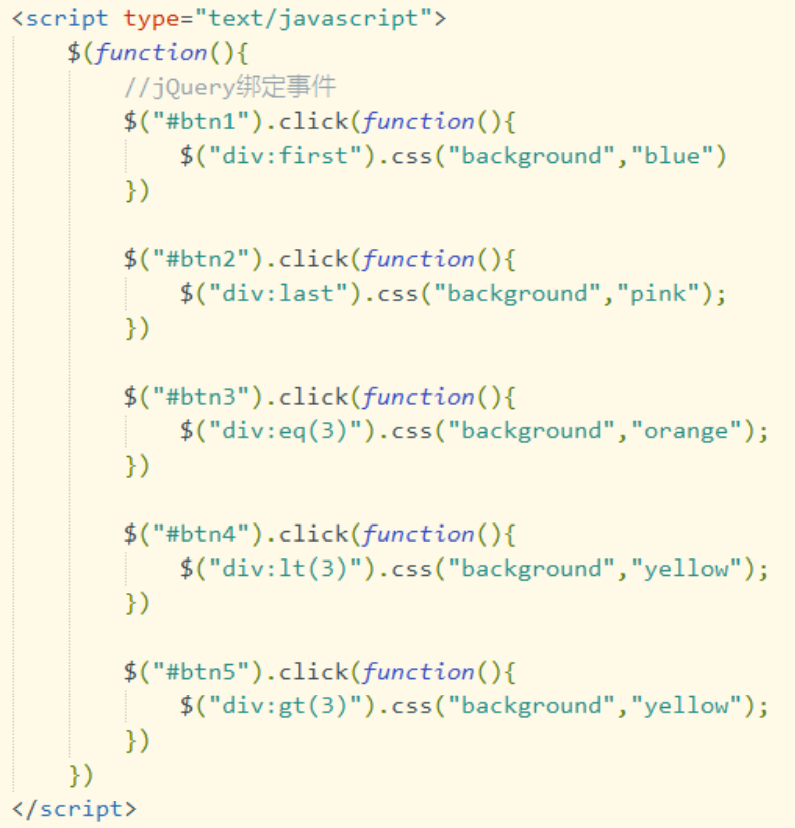 <script type="text/javascript">
    $(function(){
        //jQuery绑定事件
        $("#btn1").click(function(){
            $("div:first").css("background","blue")
        })

        $("#btn2").click(function(){
            $("div:last").css("background","pink");
        })

        $("#btn3").click(function(){
            $("div:eq(3)").css("background","orange");
        })

        $("#btn4").click(function(){
            $("div:lt(3)").css("background","yellow");
        })

        $("#btn5").click(function(){
            $("div:gt(3)").css("background","yellow");
        })
    })
</script>